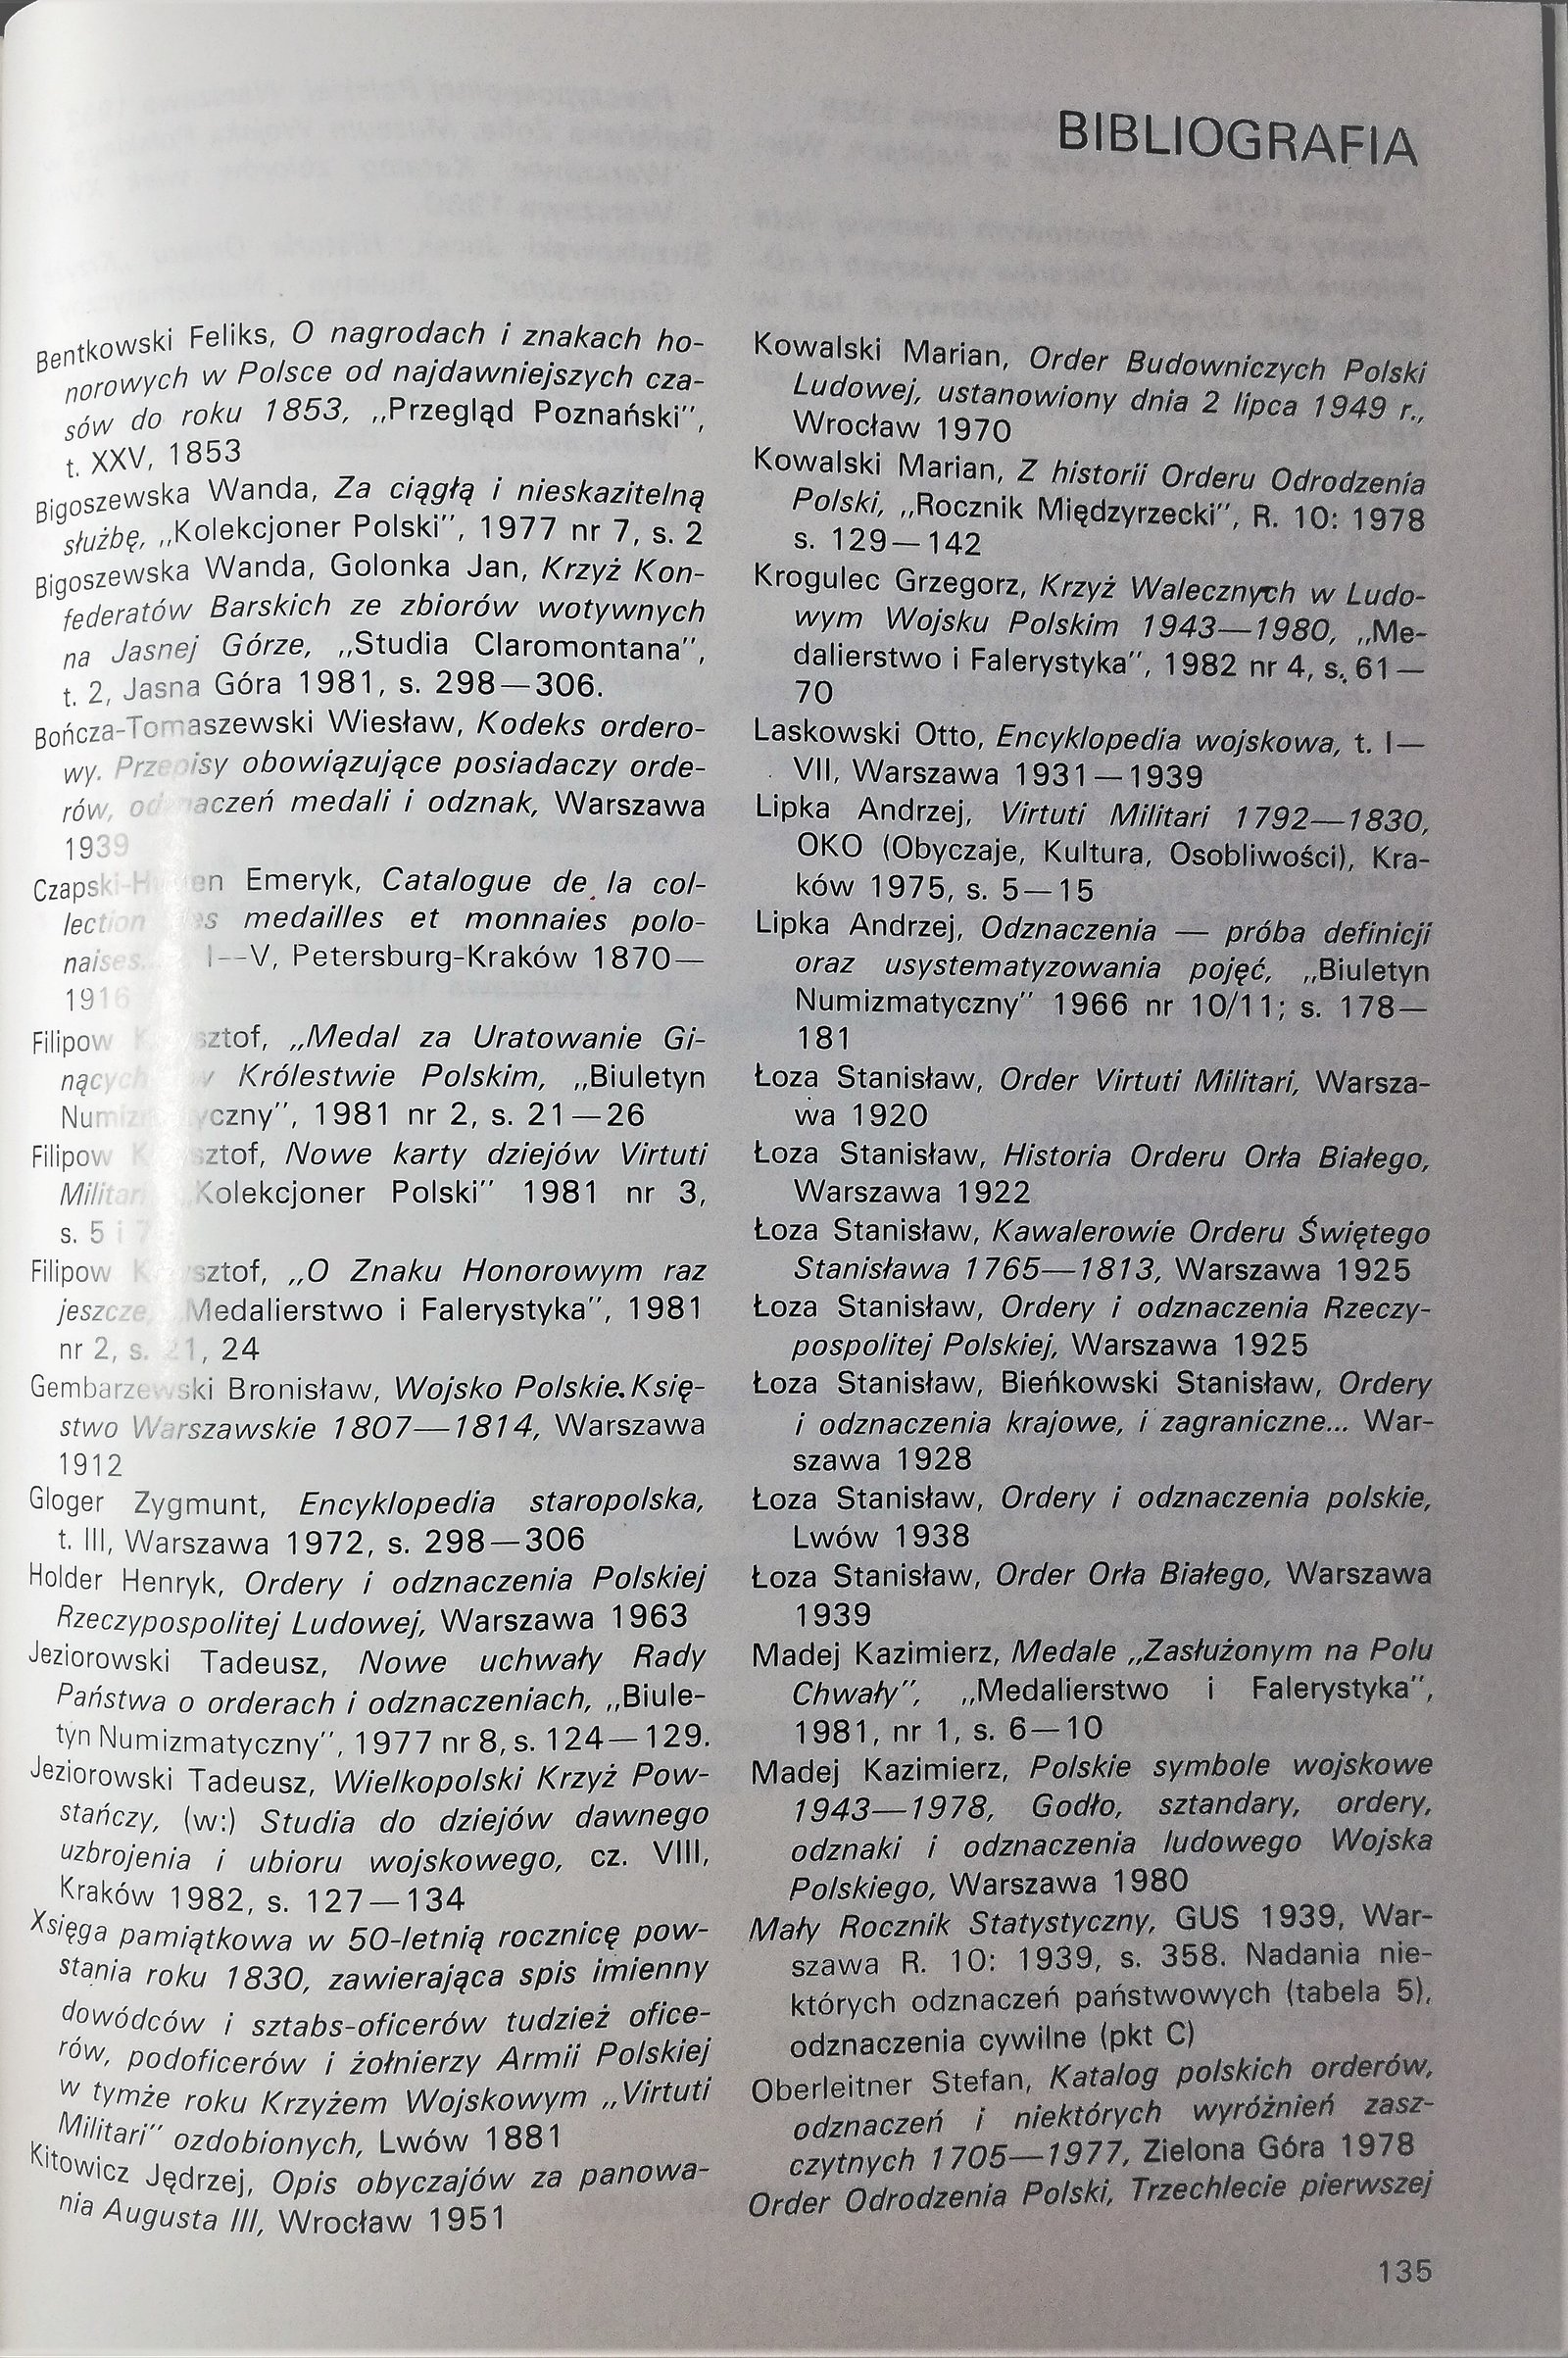 BIBLIOGRAFIA
Bentkowski Feliks, O nagrodach i znakach ho-
norowych w Polsce od najdawniejszych cza-
sów do roku 1853, „Przegląd Poznański”,
t. XXV, 1853
Bigoszewska Wanda, Za ciągłą i nieskazitelną
służbę, „Kolekcjoner Polski”, 1977 nr 7, s. 2
Bigoszewska Wanda, Golonka Jan, Krzyż Kon-
federatów Barskich ze zbiorów wotywnych
na Jasnej Górze, „Studia Claromontana”,
t. 2, Jasna Góra 1981, s. 298—306.
Bończa-Tomaszewski Wiesław, Kodeks ordero-
wy. Przepisy obowiązujące posiadaczy orde-
rów, odznaczeń medali i odznak, Warszawa
1939
Czapski-Hutten Emeryk, Catalogue de la col-
lection des medailles et monnaies polo-
naises... I—V, Petersburg-Kraków 1870—
1916
Filipow Krzysztof, „Medal za Uratowanie Gi-
nących w Królestwie Polskim, „Biuletyn
Numizmatyczny”, 1981 nr 2, s. 21—26
Filipow Krzysztof, Nowe karty dziejów Virtuti
Militari, „Kolekcjoner Polski” 1981 nr 3,
s. 5 i 7
Filipow Krzysztof, „O Znaku Honorowym raz
jeszcze, „Medalierstwo i Falerystyka”, 1981
nr 2, s. 21, 24
Gembarzewski Bronisław, Wojsko Polskie. Księ-
stwo Warszawskie 1807—1814, Warszawa
1912
Gloger Zygmunt, Encyklopedia staropolska,
t. III, Warszawa 1972, s. 298—306
Holder Henryk, Ordery i odznaczenia Polskiej
Rzeczypospolitej Ludowej, Warszawa 1963
Jeziorowski Tadeusz, Nowe uchwały Rady
Państwa o orderach i odznaczeniach, „Biule-
tyn Numizmatyczny”, 1977 nr 8, s. 124—129.
Jeziorowski Tadeusz, Wielkopolski Krzyż Pow-
stańczy, (w:) Studia do dziejów dawnego
uzbrojenia i ubioru wojskowego, cz. VIII,
Kraków 1982, s. 127—134
Xsięga pamiątkowa w 50-letnią rocznicę pow-
stania roku 1830, zawierająca spis imienny
dowódców i sztabs-oficerów tudzież ofice-
rów, podoficerów i żołnierzy Armii Polskiej
w tymże roku Krzyżem Wojskowym „Virtuti
Militari” ozdobionych, Lwów 1881
Kitowicz Jędrzej, Opis obyczajów za panowa-
nia Augusta III, Wrocław 1951
Kowalski Marian, Order Budowniczych Polski
Ludowej, ustanowiony dnia 2 lipca 1949 r.,
Wrocław 1970
Kowalski Marian, Z historii Orderu Odrodzenia
Polski, „Rocznik Międzyrzecki”, R. 10: 1978
s. 129—142
Krogulec Grzegorz, Krzyż Walecznych w Ludo-
wym Wojsku Polskim 1943—1980, „Me-
dalierstwo i Falerystyka”, 1982 nr 4, s. 61—
70
Laskowski Otto, Encyklopedia wojskowa, t. I—
VII, Warszawa 1931—1939
Lipka Andrzej, Virtuti Militari 1792—1830,
OKO (Obyczaje, Kultura, Osobliwości), Kra-
ków 1975, s. 5—15
Lipka Andrzej, Odznaczenia — próba definicji
oraz usystematyzowania pojęć, „Biuletyn
Numizmatyczny” 1966 nr 10/11; s. 178—
181
Łoza Stanisław, Order Virtuti Militari, Warsza-
wa 1920
Łoza Stanisław, Historia Orderu Orła Białego,
Warszawa 1922
Łoza Stanisław, Kawalerowie Orderu Świętego
Stanisława 1765—1813, Warszawa 1925
Łoza Stanisław, Ordery i odznaczenia Rzeczy-
pospolitej Polskiej, Warszawa 1925
Łoza Stanisław, Bieńkowski Stanisław, Ordery
i odznaczenia krajowe, i zagraniczne... War-
szawa 1928
Łoza Stanisław, Ordery i odznaczenia polskie,
Lwów 1938
Łoza Stanisław, Order Orła Białego, Warszawa
1939
Madej Kazimierz, Medale „Zasłużonym na Polu
Chwały”, „Medalierstwo i Falerystyka”,
1981, nr 1, s. 6—10
Madej Kazimierz, Polskie symbole wojskowe
1943—1978, Godło, sztandary, ordery,
odznaki i odznaczenia ludowego Wojska
Polskiego, Warszawa 1980
Mały Rocznik Statystyczny, GUS 1939, War-
szawa R. 10: 1939, s. 358. Nadania nie-
których odznaczeń państwowych (tabela 5),
odznaczenia cywilne (pkt C)
Oberleitner Stefan, Katalog polskich orderów,
odznaczeń i niektórych wyróżnień zasz-
czytnych 1705—1977, Zielona Góra 1978
Order Odrodzenia Polski, Trzechlecie pierwszej
135